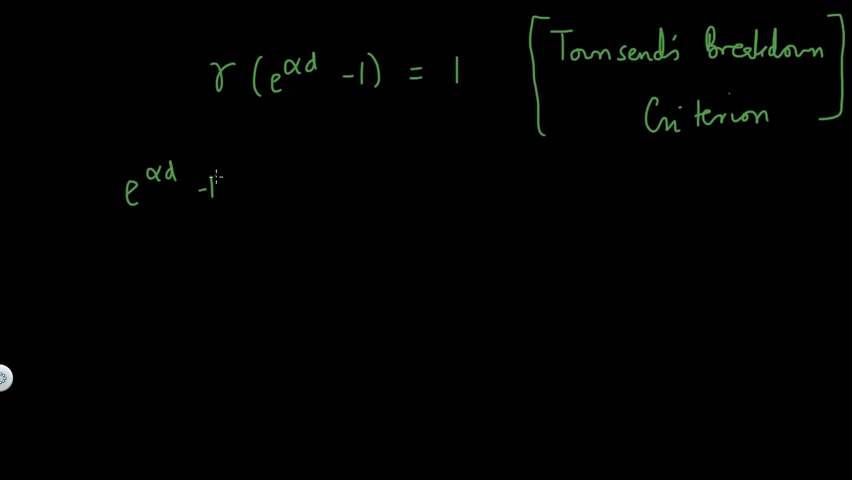 γ (e^αd -1) = 1 [Townsend's Breakdown
Criterion]
e^αd -1